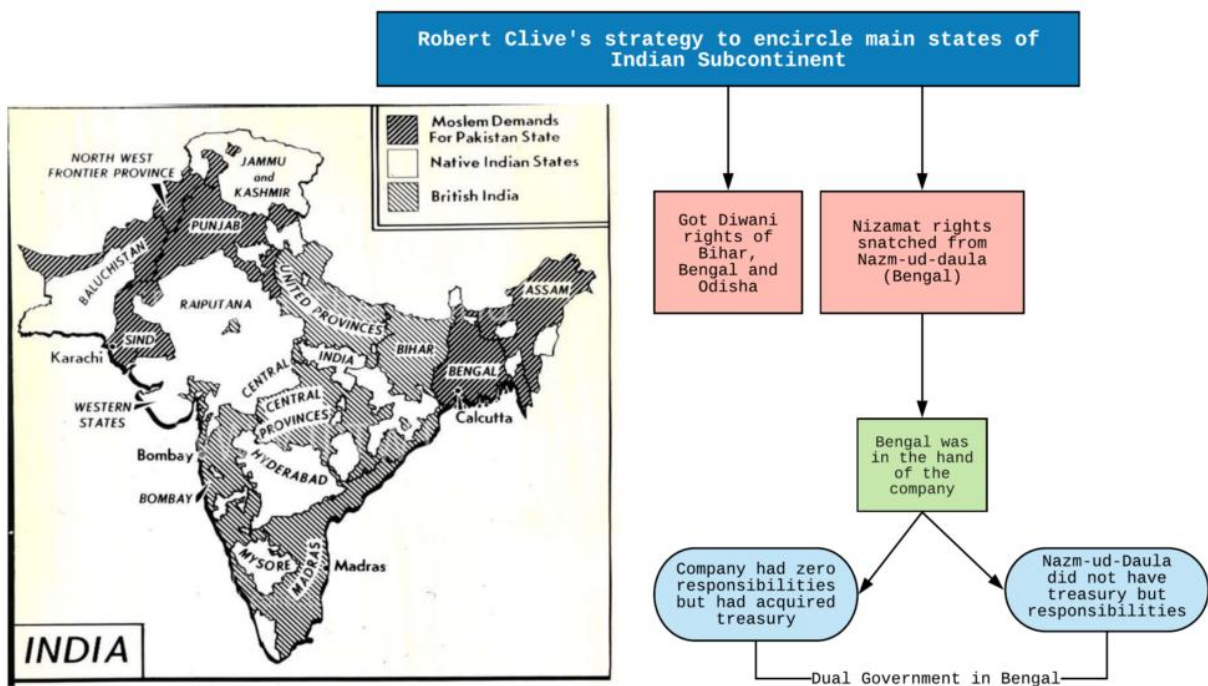 Robert Clive's strategy to encircle main states of
Indian Subcontinent
Moslem Demands
For Pakistan State
Native Indian States
British India
NORTH WEST
FRONTIER PROVINCE
JAMMU
and
KASHMIR
PUNJAB
BALUCHISTAN
RAIPUTANA
UNITED PROVINCES
ASSAM
SIND
Karachi
BIHAR
INDIA
BENGAL
CENTRAL
Calcutta
WESTERN
STATES
CENTRAL
PROVINCES
Bombay
HYDERABAD
BOMBAY
MYSORE
MADRAS
Madras
INDIA
Got Diwani
rights of
Bihar,
Bengal and
Odisha
Nizamat rights
snatched from
Nazm-ud-daula
(Bengal)
Bengal was
in the hand
of the
company
Company had zero
responsibilities
but had acquired
treasury
Nazm-ud-Daula
did not have
treasury but
responsibilities
Dual Government in Bengal